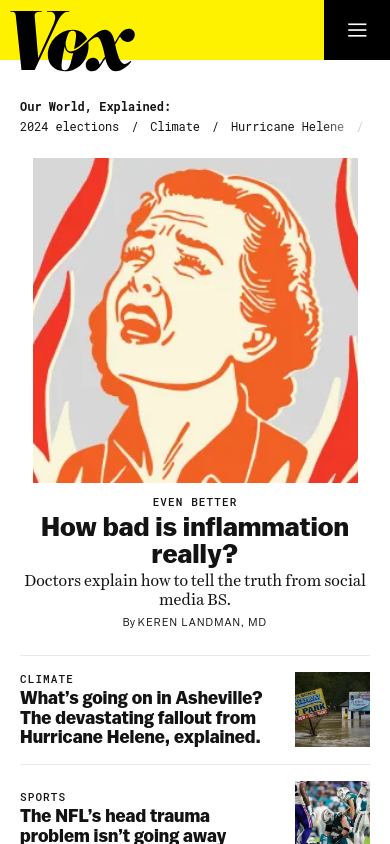 Vox
Our World, Explained:
2024 elections / Climate / Hurricane Helene /
EVEN BETTER
How bad is inflammation
really?
Doctors explain how to tell the truth from social
media BS.
By KEREN LANDMAN, MD
CLIMATE
What’s going on in Asheville?
The devastating fallout from
Hurricane Helene, explained.
PARK
SPORTS
The NFL’s head trauma
problem isn’t going away